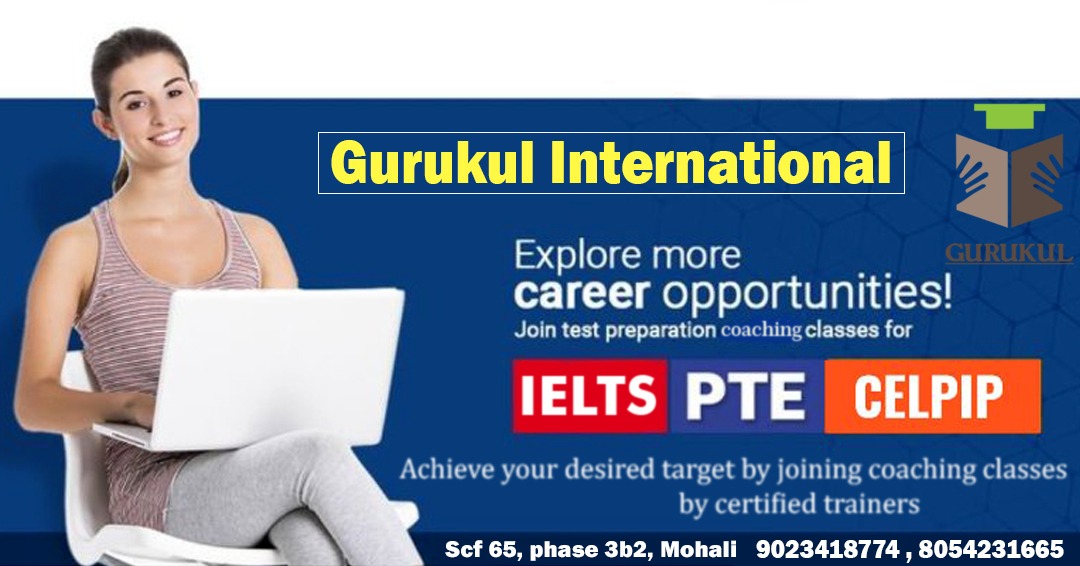 Gurukul International
GURUKUL
Explore more
career opportunities!
Join test preparation coaching classes for
IELTS PTE CELPIP
Achieve your desired target by joining coaching classes
by certified trainers
Scf 65, phase 3b2, Mohali 9023418774 , 8054231665